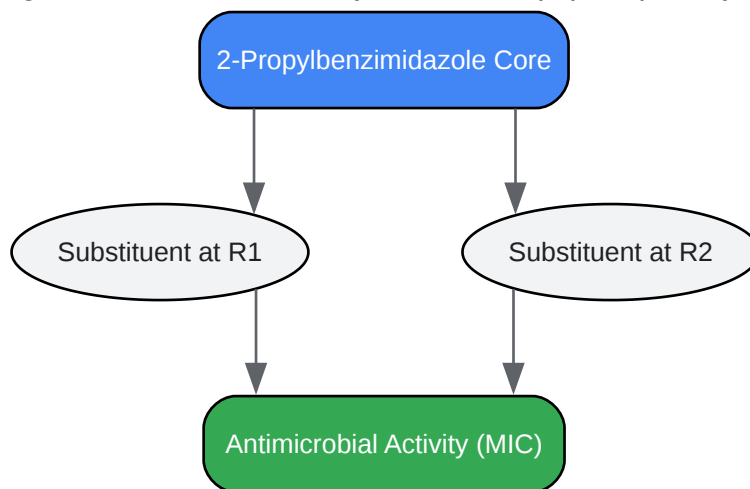 2-Propylbenzimidazole Core
Substituent at R1
Substituent at R2
Antimicrobial Activity (MIC)